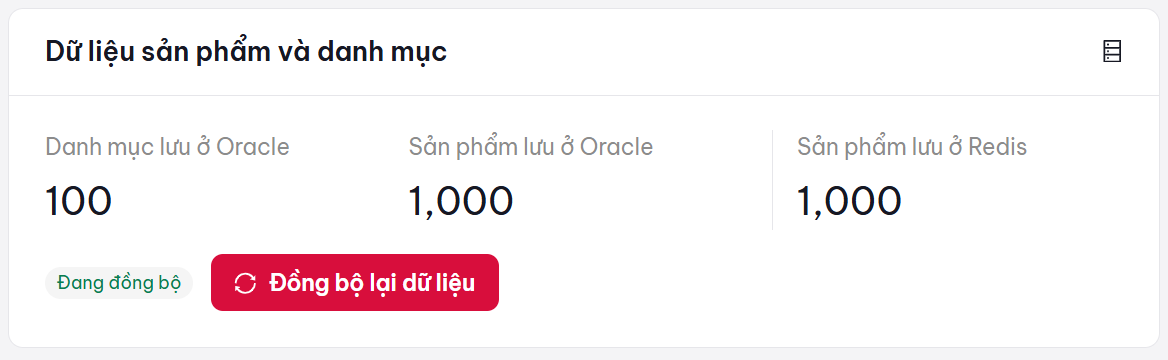 Dữ liệu sản phẩm và danh mục
Danh mục lưu ở Oracle
100
Sản phẩm lưu ở Oracle
1,000
Sản phẩm lưu ở Redis
1,000
Đang đồng bộ
Đồng bộ lại dữ liệu